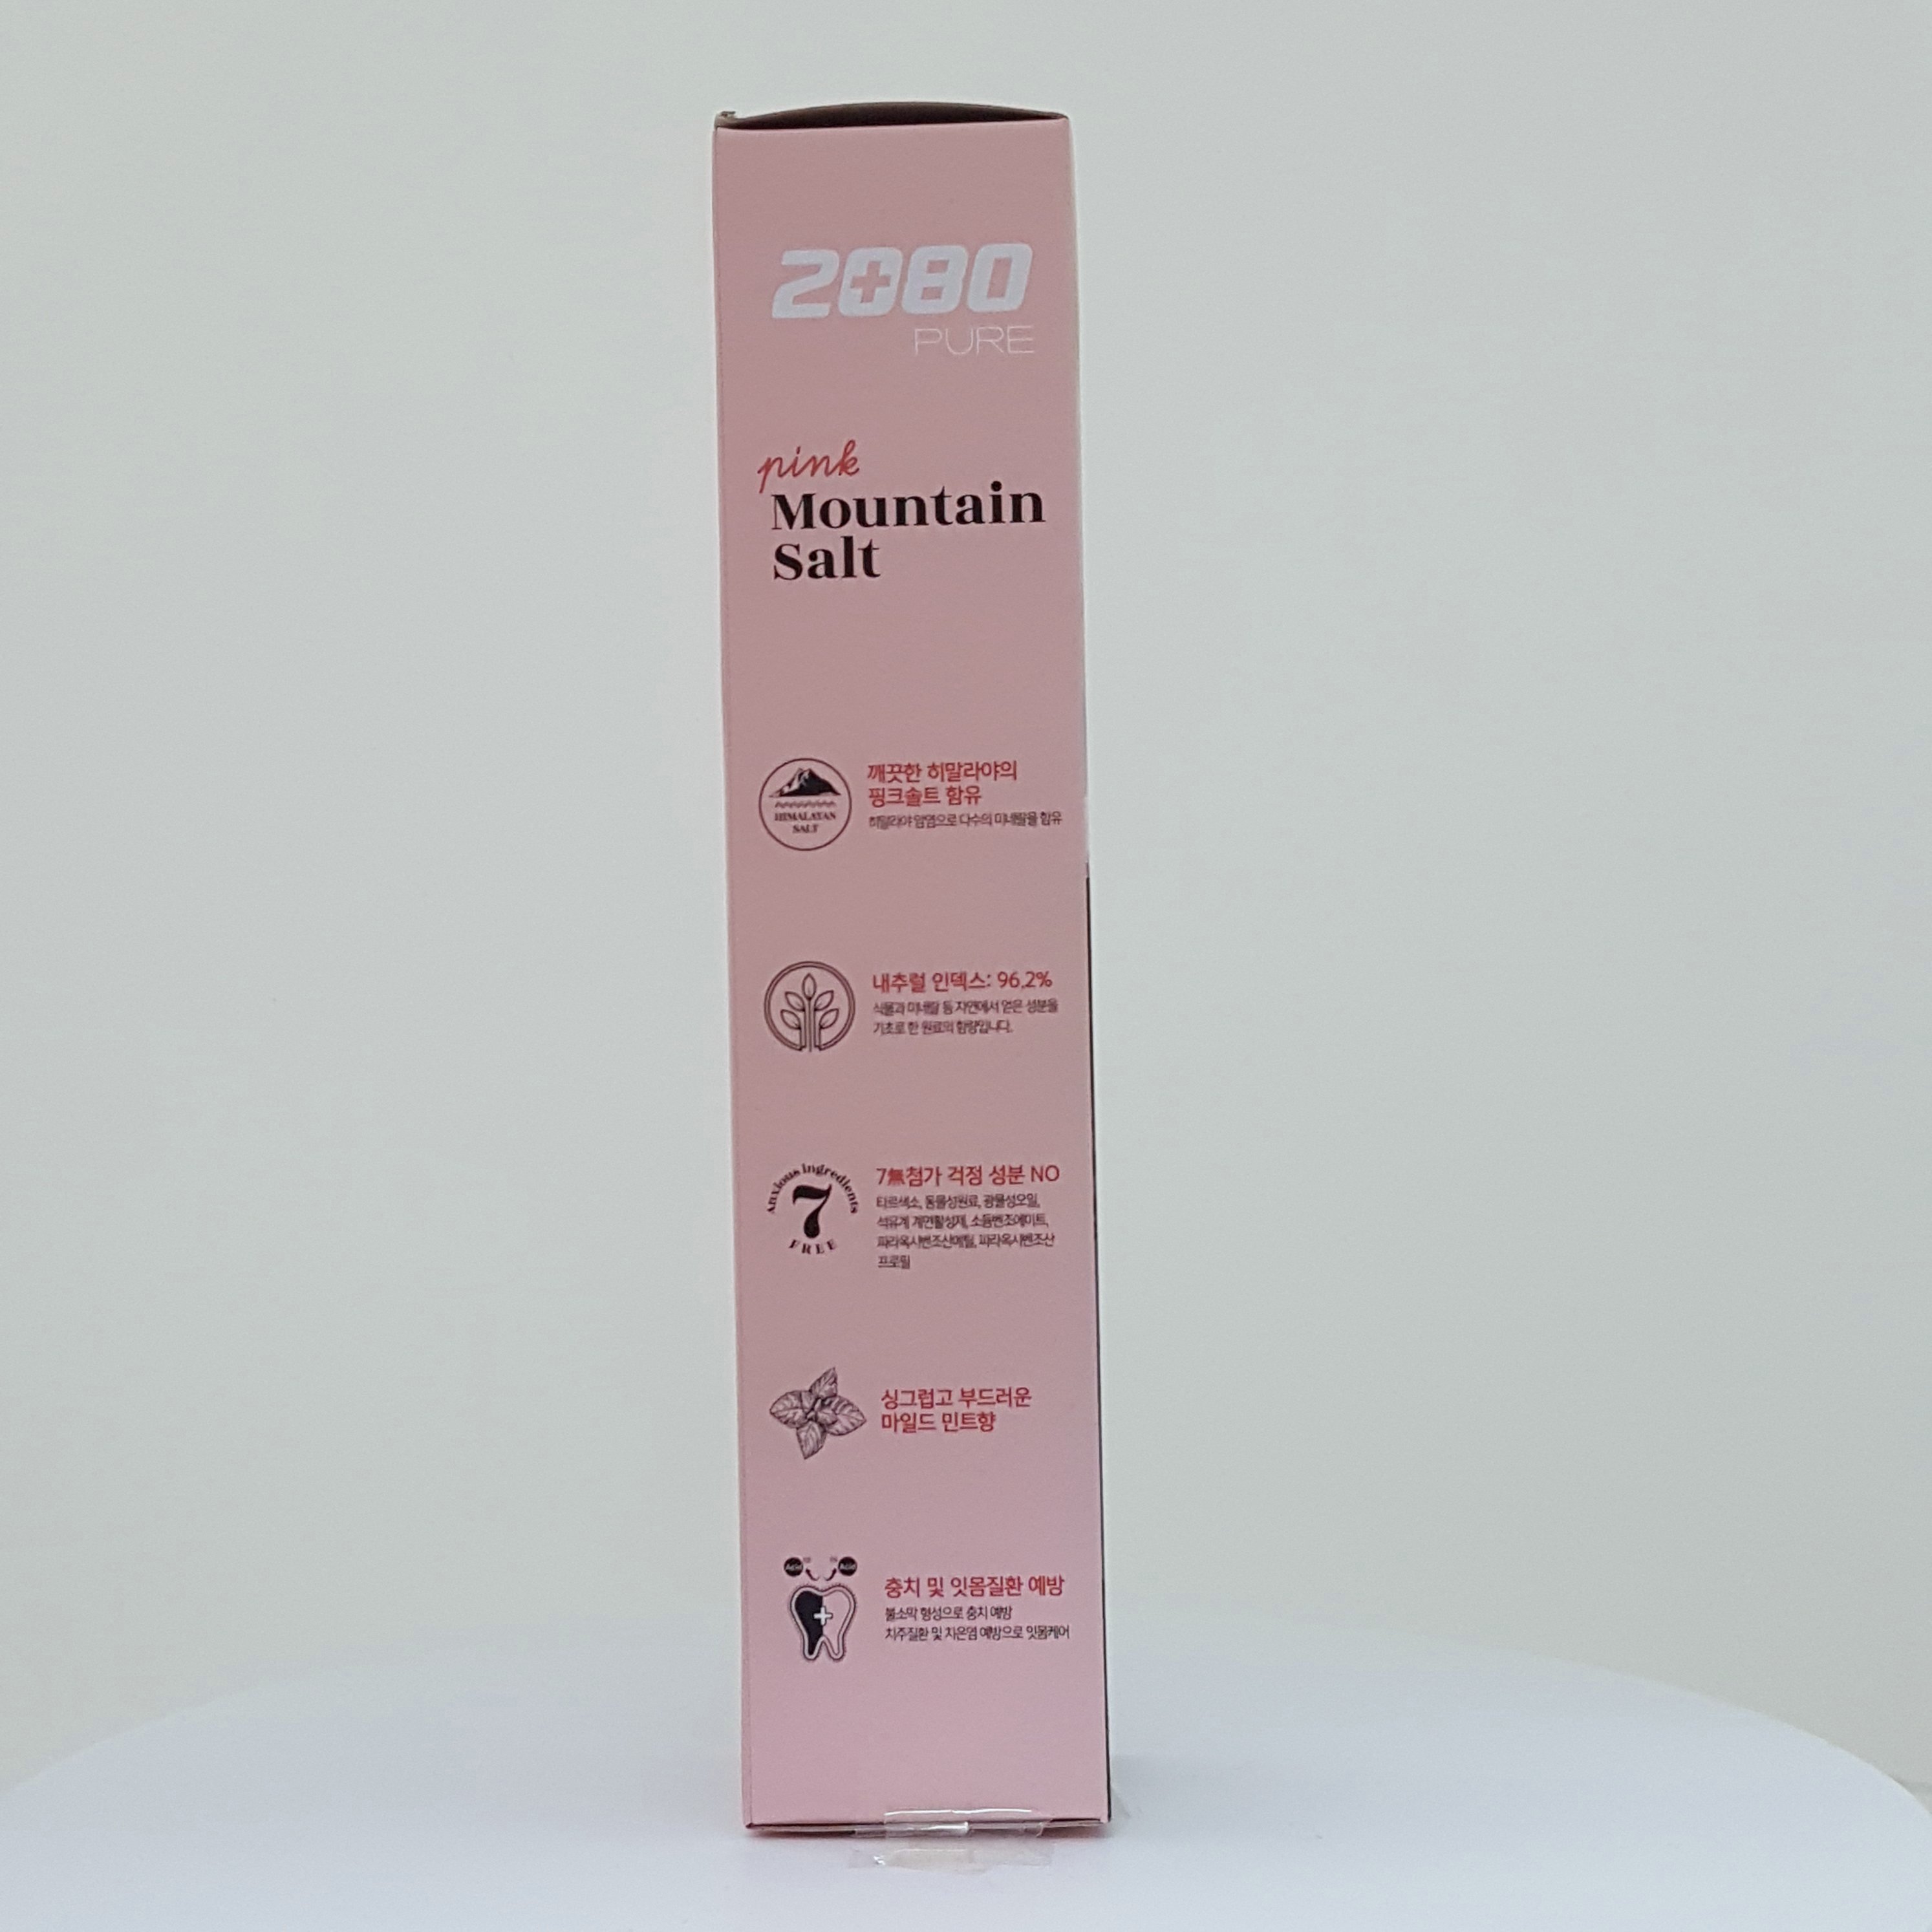 2080
PURE
pink
Mountain
Salt
HIMALAYAN
SALT
깨끗한 히말라야의
핑크솔트 함유
히말라야 암염으로 다수의 미네랄을 함유
내추럴 인덱스: 96.2%
식물과 미네랄 등 자연에서 얻은 성분을
기초로 한 원료의 함량입니다.
Anxious ingredients
7
FREE
7無첨가 걱정 성분 NO
타르색소, 동물성원료, 광물성오일,
석유계 계면활성제, 소듐벤조에이트,
파라옥시벤조산메틸, 파라옥시벤조산
프로필
싱그럽고 부드러운
마일드 민트향
Acid
Acid
충치 및 잇몸질환 예방
불소막 형성으로 충치 예방
치주질환 및 치은염 예방으로 잇몸케어